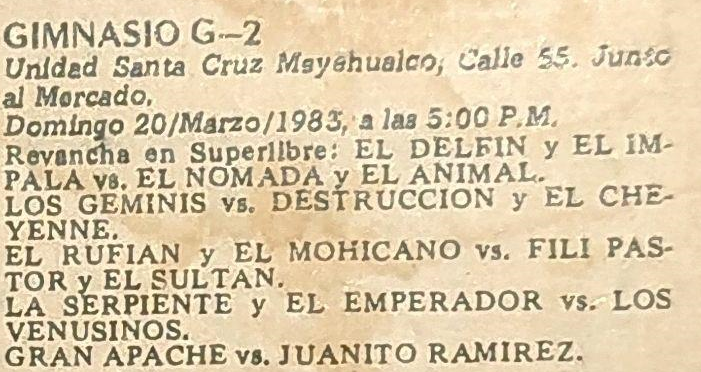 GIMNASIO G-2
Unidad Santa Cruz Meyehualco, Calle 55. Junto
al Mercado.
Domingo 20/Marzo/1983, a las 5:00 P.M.
Revancha en Superlibre: EL DELFIN y EL IM-
PALA vs. EL NOMADA y EL ANIMAL.
LOS GEMINIS vs. DESTRUCCION y EL CHE-
YENNE.
EL RUFIAN y EL MOHICANO vs. FILI PAS-
TOR y EL SULTAN.
LA SERPIENTE y EL EMPERADOR vs. LOS
VENUSINOS.
GRAN APACHE vs. JUANITO RAMIREZ.